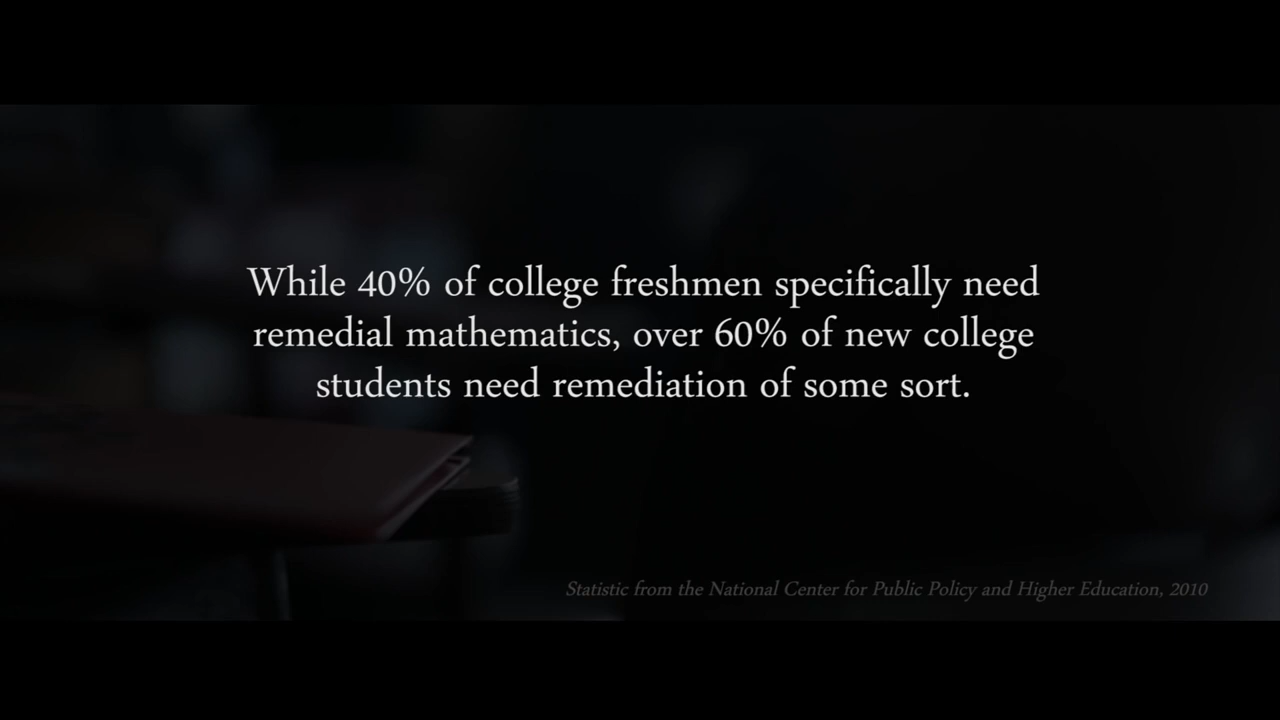 While 40% of college freshmen specifically need
remedial mathematics, over 60% of new college
students need remediation of some sort.
Statistic from the National Center for Public Policy and Higher Education, 2010